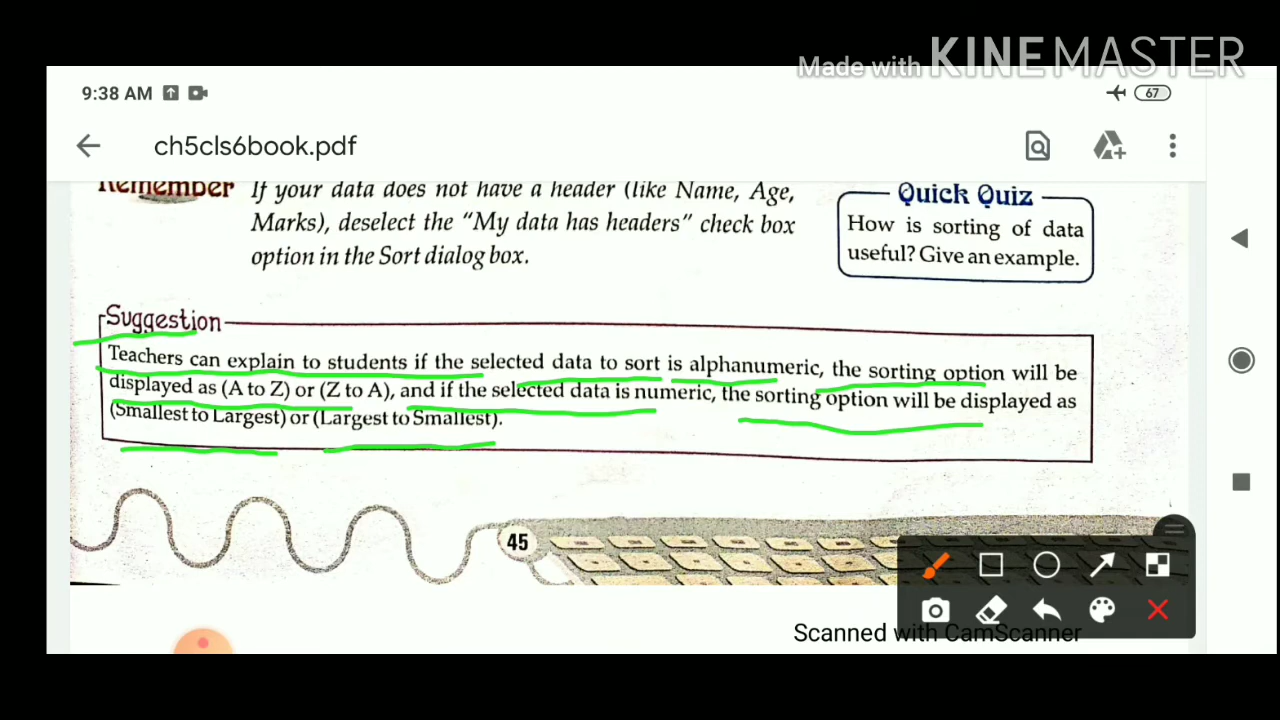 Made with KINEMASTER
9:38 AM 67
ch5cls6book.pdf
Remember If your data does not have a header (like Name, Age,
Marks), deselect the “My data has headers” check box
option in the Sort dialog box.
Quick Quiz
How is sorting of data
useful? Give an example.
Suggestion
Teachers can explain to students if the selected data to sort is alphanumeric, the sorting option will be
displayed as (A to Z) or (Z to A), and if the selected data is numeric, the sorting option will be displayed as
(Smallest to Largest) or (Largest to Smallest).
45
Scanned with CamScanner